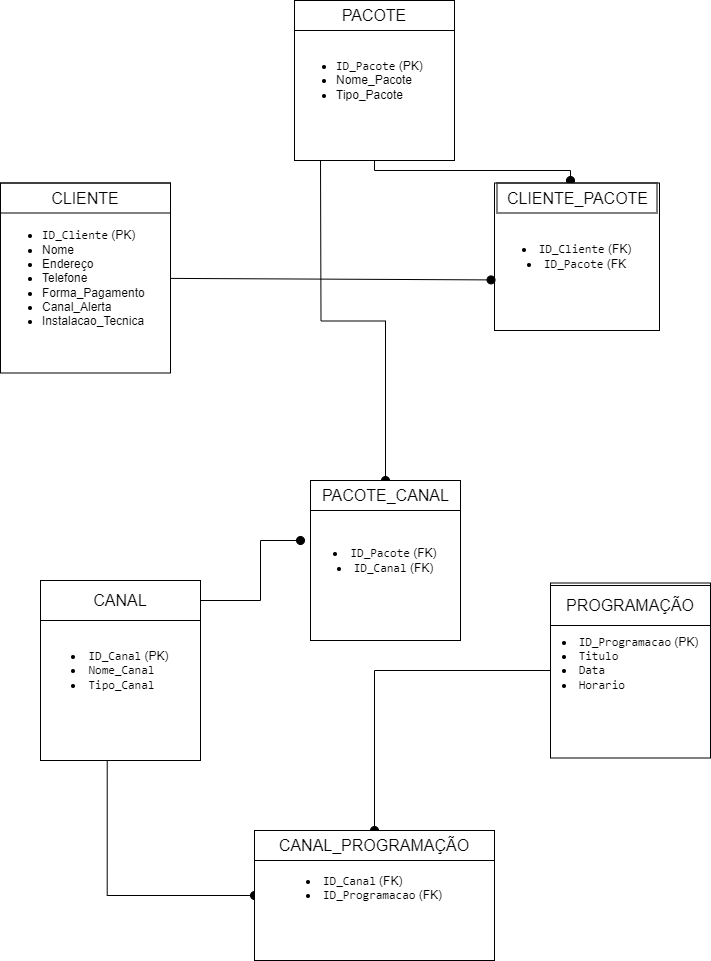 PACOTE
ID_Pacote (PK)
Nome_Pacote
Tipo_Pacote
CLIENTE
ID_Cliente (PK)
Nome
Endereço
Telefone
Forma_Pagamento
Canal_Alerta
Instalacao_Tecnica
CLIENTE_PACOTE
ID_Cliente (FK)
ID_Pacote (FK
PACOTE_CANAL
ID_Pacote (FK)
ID_Canal (FK)
CANAL
ID_Canal (PK)
Nome_Canal
Tipo_Canal
PROGRAMAÇÃO
ID_Programacao (PK)
Titulo
Data
Horario
CANAL_PROGRAMAÇÃO
ID_Canal (FK)
ID_Programacao (FK)